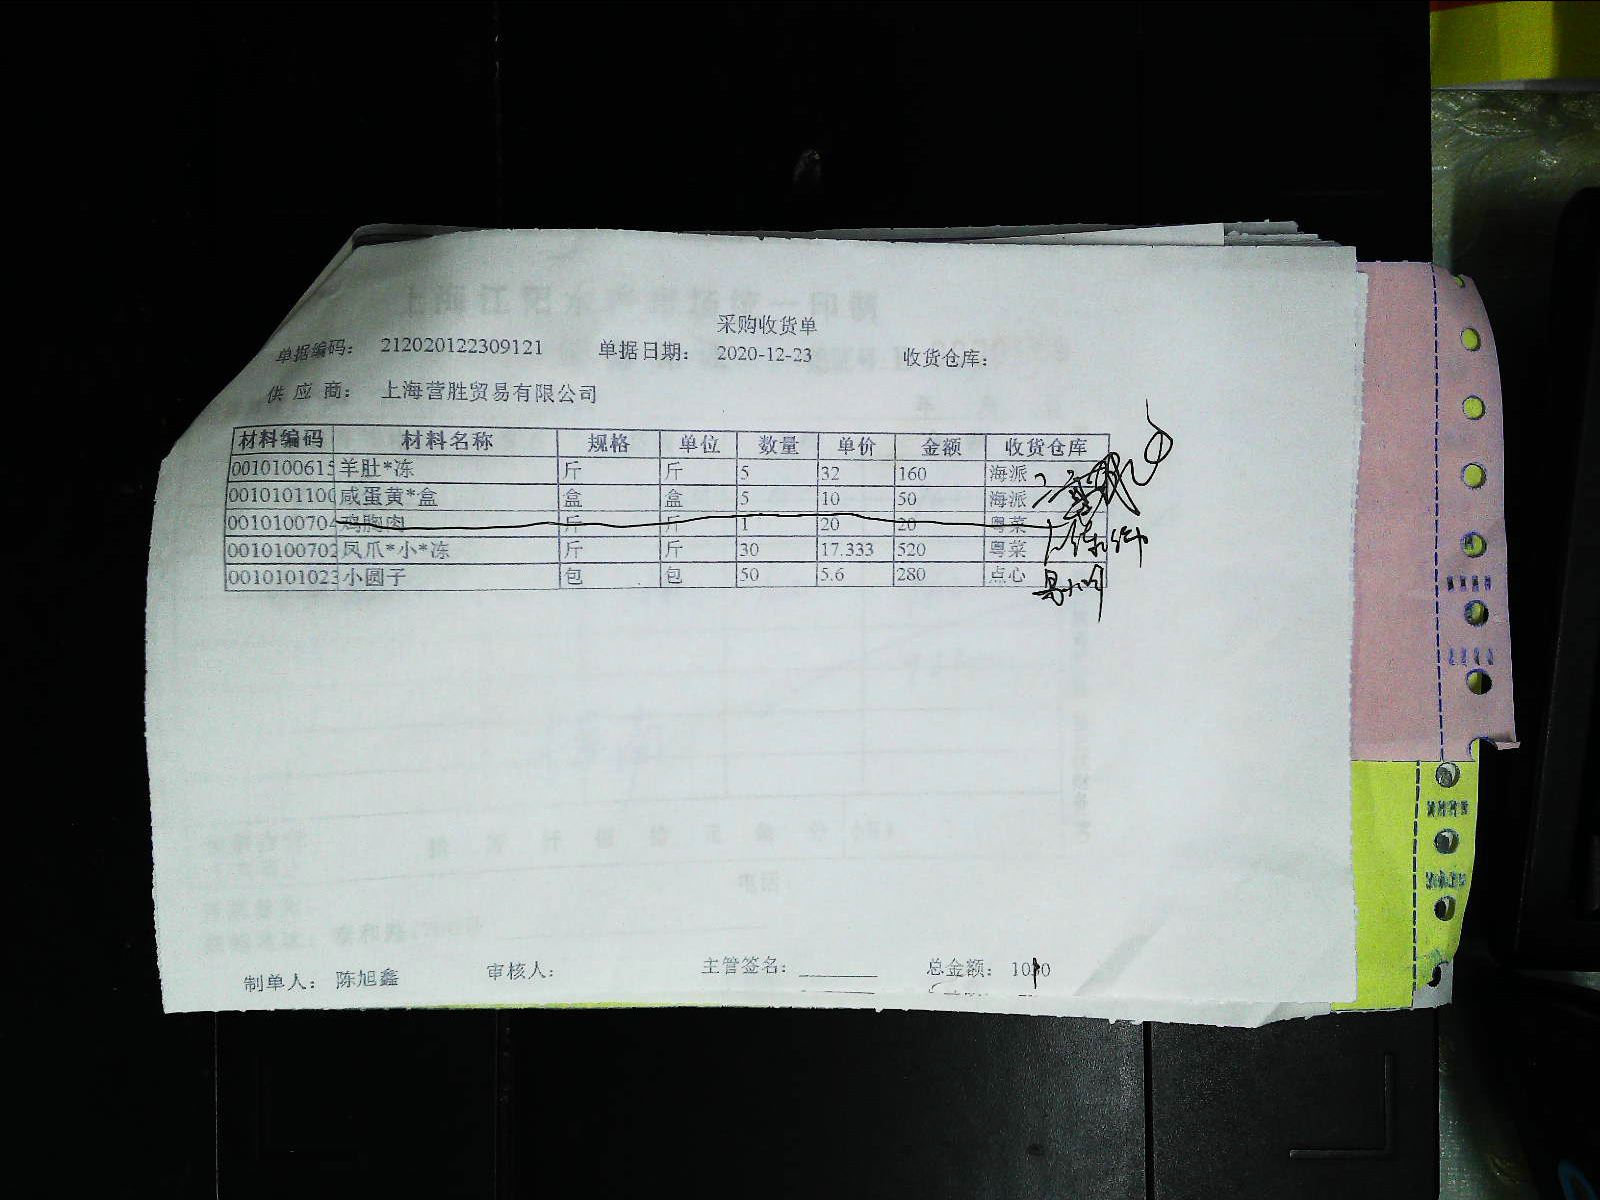 采购收货单
单据编码： 212020122309121 单据日期： 2020-12-23 收货仓库：
供 应 商： 上海营胜贸易有限公司
材料编码 材料名称 规格 单位 数量 单价 金额 收货仓库
0010100615 羊肚*冻 斤 斤 5 32 160 海派
0010101100 咸蛋黄*盒 盒 盒 5 10 50 海派
0010100704 鸡胸肉 斤 斤 1 20 20 粤菜
0010100702 凤爪*小*冻 斤 斤 30 17.333 520 粤菜
0010101023 小圆子 包 包 50 5.6 280 点心
制单人： 陈旭鑫 审核人： 主管签名： 总金额：